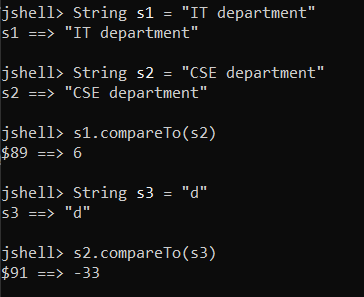 jshell> String s1 = "IT department"
s1 ==> "IT department"
jshell> String s2 = "CSE department"
s2 ==> "CSE department"
jshell> s1.compareTo(s2)
$89 ==> 6
jshell> String s3 = "d"
s3 ==> "d"
jshell> s2.compareTo(s3)
$91 ==> -33